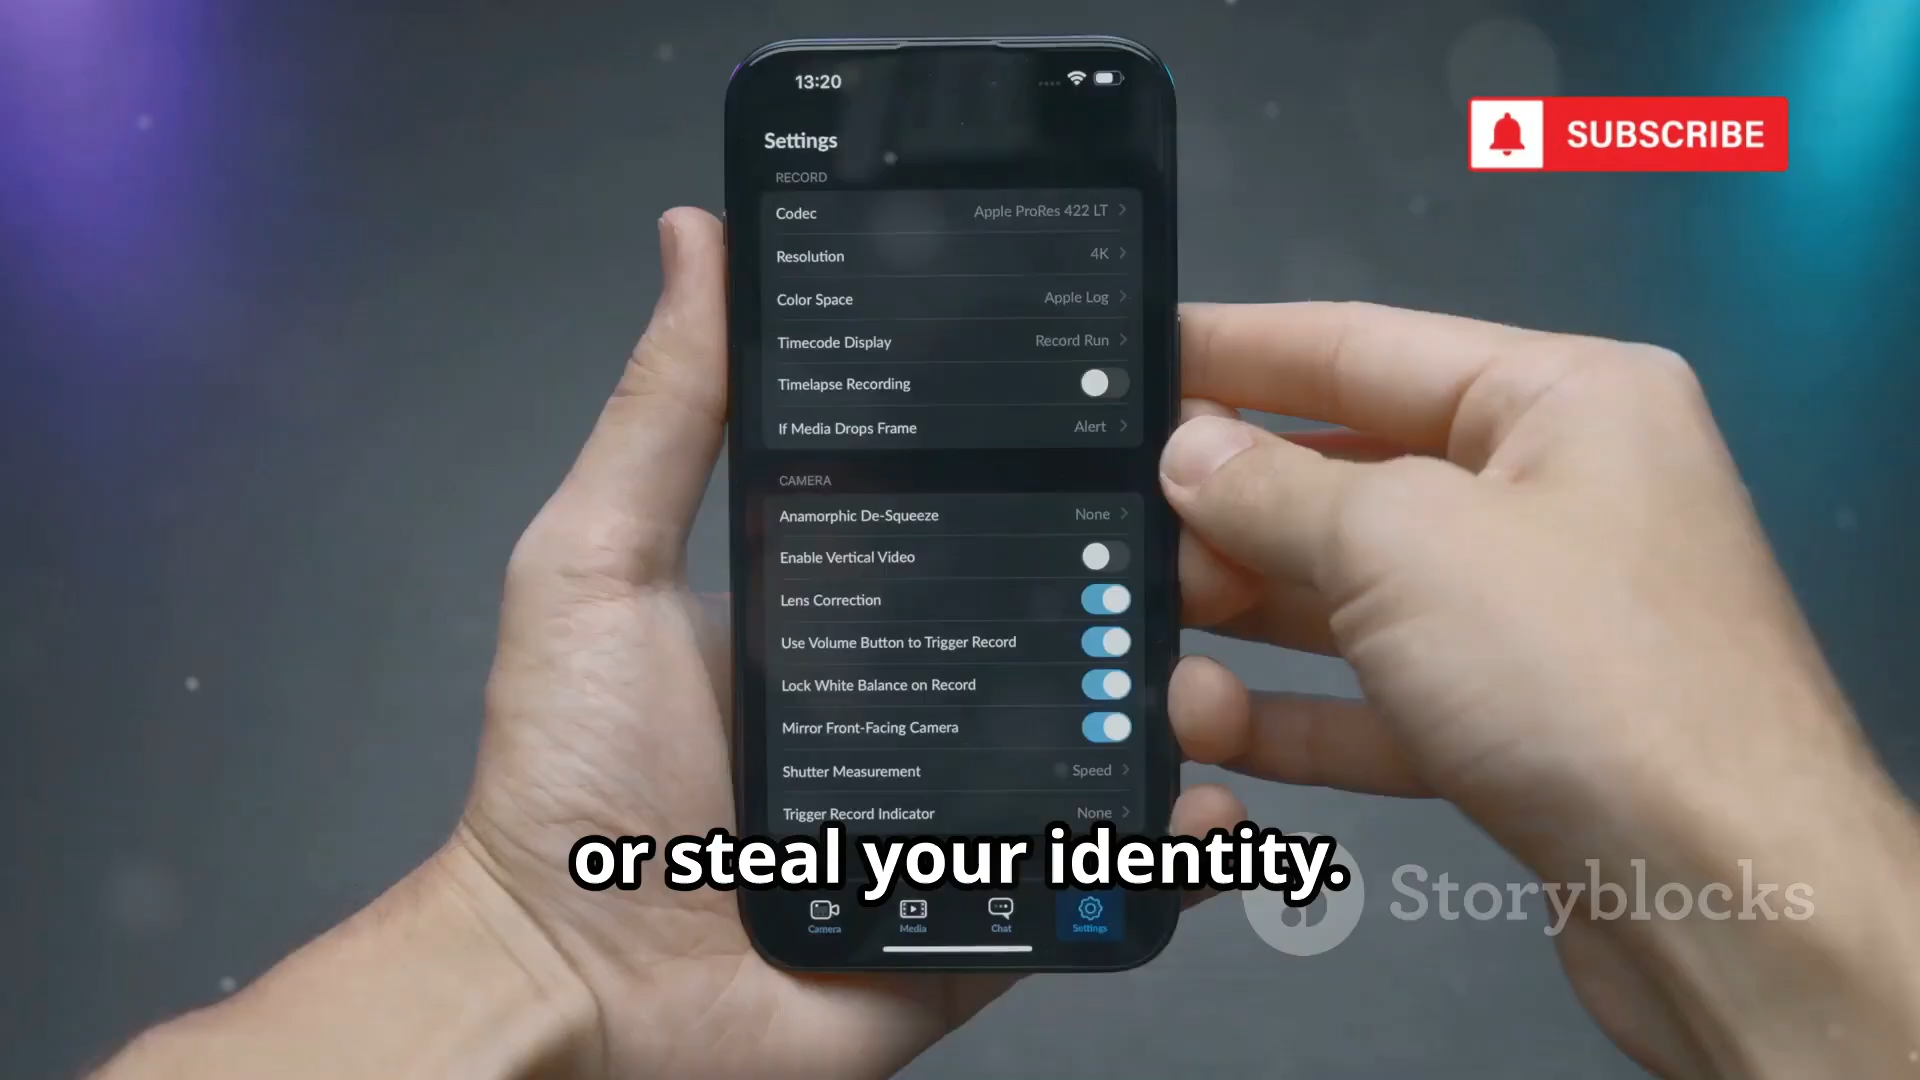 13:20
SUBSCRIBE
Settings
RECORD
Codec Apple ProRes 422 LT
Resolution 4K
Color Space Apple Log
Timecode Display Record Run
Timelapse Recording
If Media Drops Frame Alert
CAMERA
Anamorphic De-Squeeze None
Enable Vertical Video
Lens Correction
Use Volume Button to Trigger Record
Lock White Balance on Record
Mirror Front-Facing Camera
Shutter Measurement Speed
Trigger Record Indicator None
or steal your identity.
Storyblocks
Camera Media Chat Settings